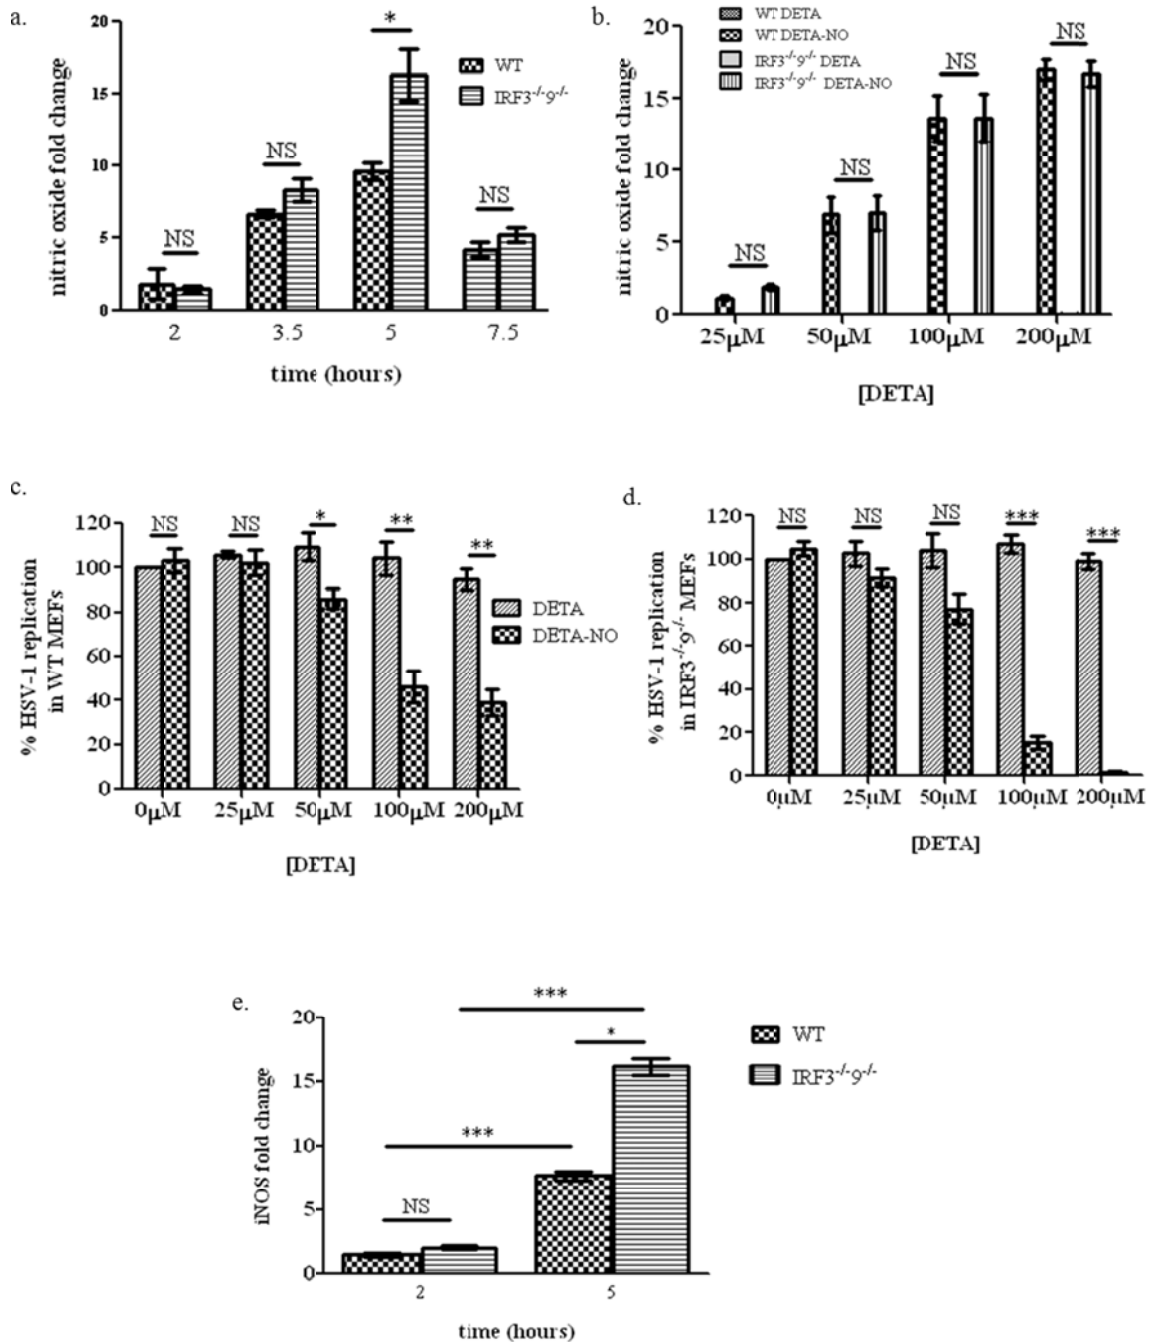 a.
nitric oxide fold change
20
15
10
5
0
NS
NS
*
NS
WT
IRF3⁻/⁻9⁻/⁻
2 3.5 5 7.5
time (hours)
b.
nitric oxide fold change
20
15
10
5
0
WT DETA
WT DETA-NO
IRF3⁻/⁻9⁻/⁻ DETA
IRF3⁻/⁻9⁻/⁻ DETA-NO
NS
NS
NS
NS
25μM 50μM 100μM 200μM
[DETA]
c.
% HSV-1 replication
in WT MEFs
120
100
80
60
40
20
0
NS NS * ** **
DETA
DETA-NO
0μM 25μM 50μM 100μM 200μM
[DETA]
d.
% HSV-1 replication
in IRF3⁻/⁻9⁻/⁻ MEFs
120
100
80
60
40
20
0
NS NS NS *** ***
0μM 25μM 50μM 100μM 200μM
[DETA]
e.
iNOS fold change
20
15
10
5
0
***
*
***
NS
WT
IRF3⁻/⁻9⁻/⁻
2 5
time (hours)